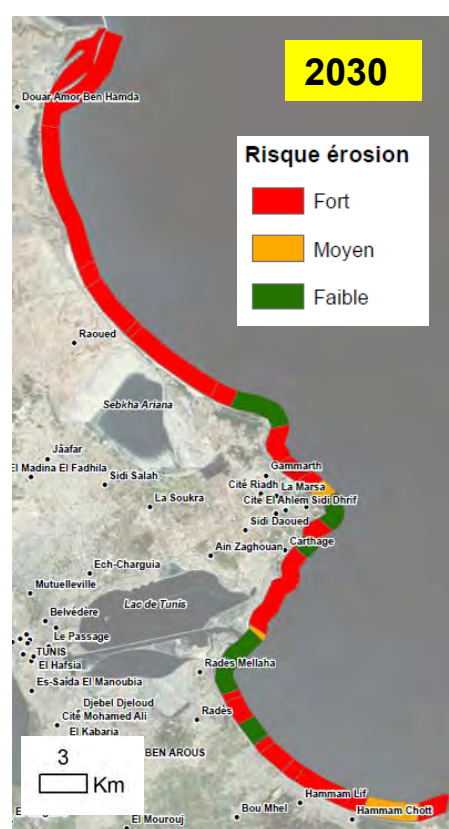 2030
Risque érosion
Fort
Moyen
Faible
Douar Amor Ben Hamda
Raoued
Sebkha Ariana
Jâafar
El Madina El Fadhila
Sidi Salah
La Soukra
Gammarth
Cité Riadh
La Marsa
Cité El Ahlem
Sidi Dhrif
Sidi Daoued
Carthage
Ain Zaghouan
Ech-Charguia
Mutuelleville
Lac de Tunis
Belvédère
Le Passage
TUNIS
El Hafsia
Radès Mellaha
Es-Saida El Manoubia
Djebel Djeloud
Cité Mohamed Ali
Radès
El Kabaria
BEN AROUS
3
Km
Hammam Lif
Hammam Chott
Bou Mhel
El Mourouj